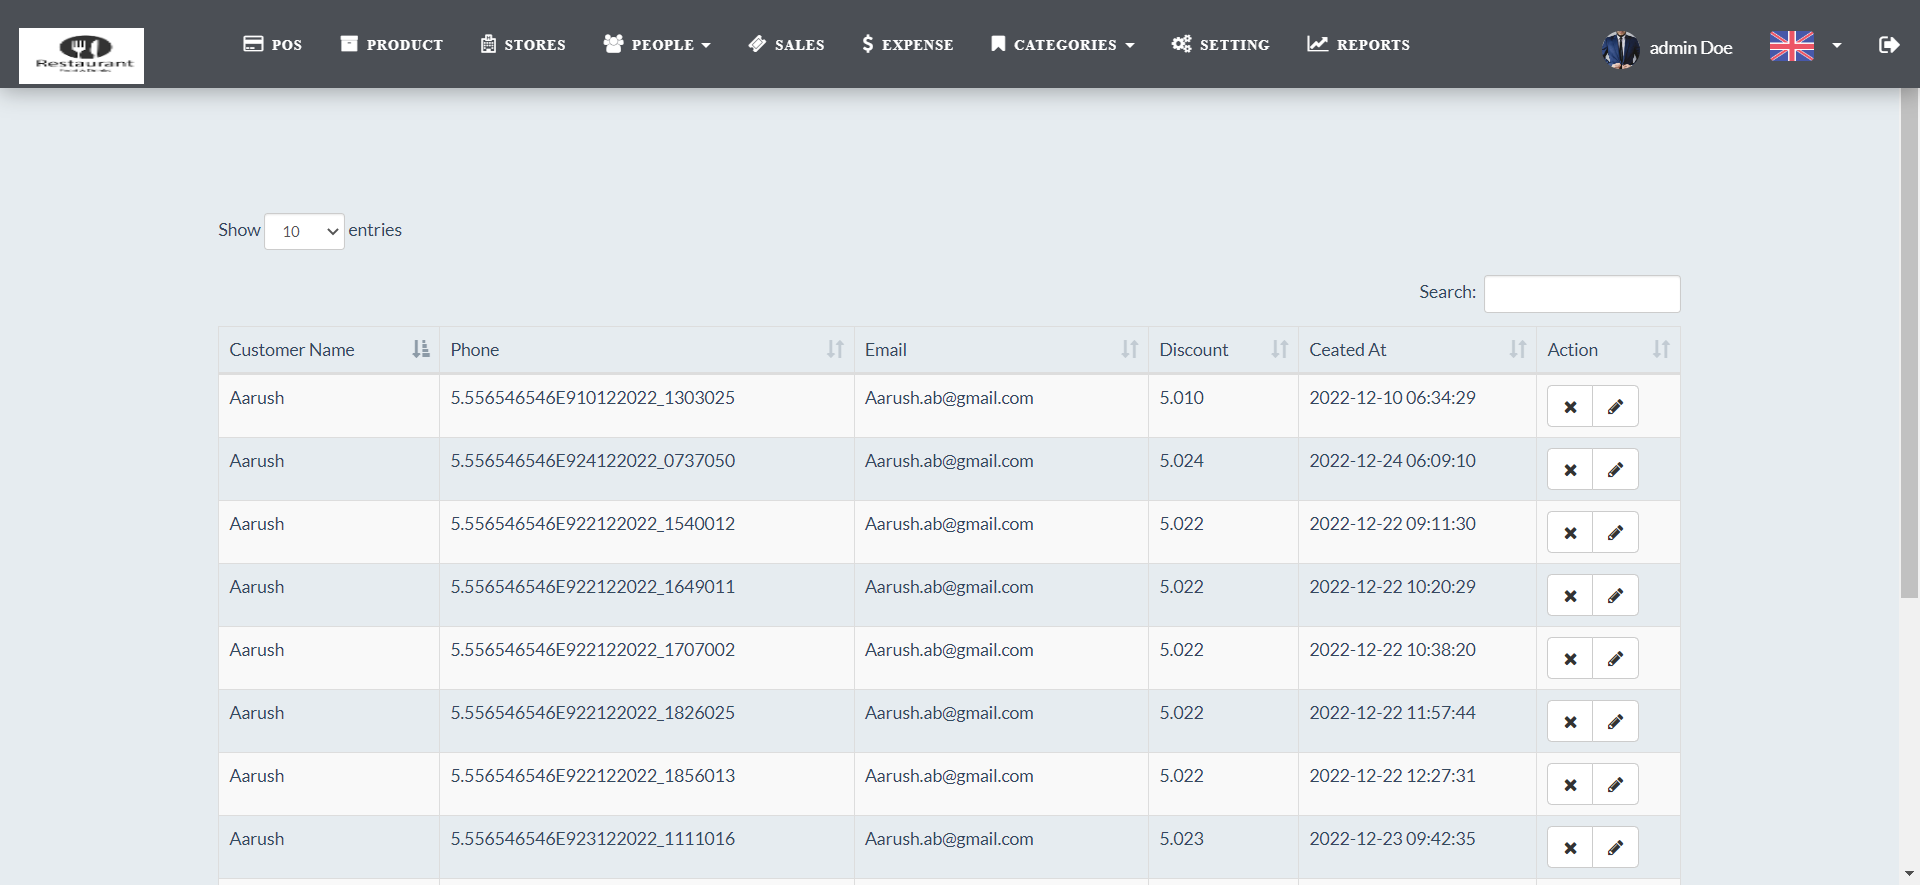 Restaurant
POS PRODUCT STORES PEOPLE SALES EXPENSE CATEGORIES SETTING REPORTS admin Doe
Show 10 entries
Search:
Customer Name Phone Email Discount Ceated At Action
Aarush 5.556546546E910122022_1303025 Aarush.ab@gmail.com 5.010 2022-12-10 06:34:29
Aarush 5.556546546E924122022_0737050 Aarush.ab@gmail.com 5.024 2022-12-24 06:09:10
Aarush 5.556546546E922122022_1540012 Aarush.ab@gmail.com 5.022 2022-12-22 09:11:30
Aarush 5.556546546E922122022_1649011 Aarush.ab@gmail.com 5.022 2022-12-22 10:20:29
Aarush 5.556546546E922122022_1707002 Aarush.ab@gmail.com 5.022 2022-12-22 10:38:20
Aarush 5.556546546E922122022_1826025 Aarush.ab@gmail.com 5.022 2022-12-22 11:57:44
Aarush 5.556546546E922122022_1856013 Aarush.ab@gmail.com 5.022 2022-12-22 12:27:31
Aarush 5.556546546E923122022_1111016 Aarush.ab@gmail.com 5.023 2022-12-23 09:42:35